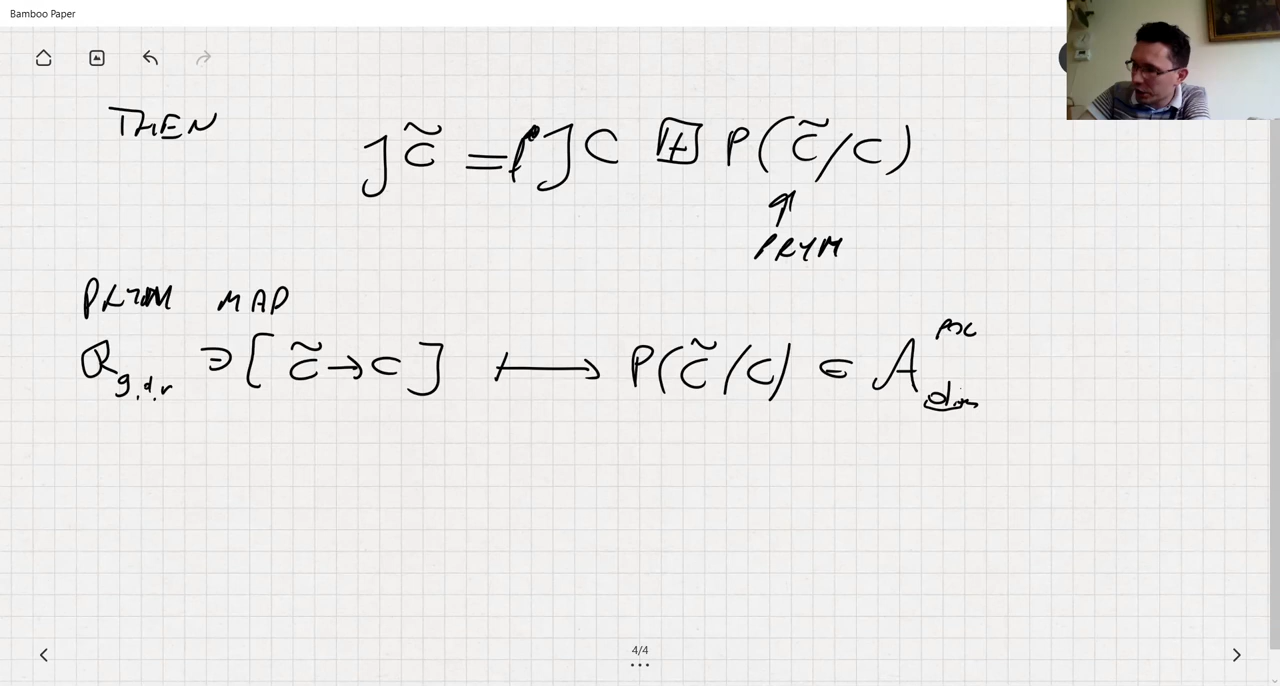 Bamboo Paper
THEN
J C̃ = f* J C ⊞ P(C̃/C)
↑
PRYM
PRYM MAP
R_{g,d,r} ∋ [C̃ → C] ⟼ P(C̃/C) ∈ A
4/4